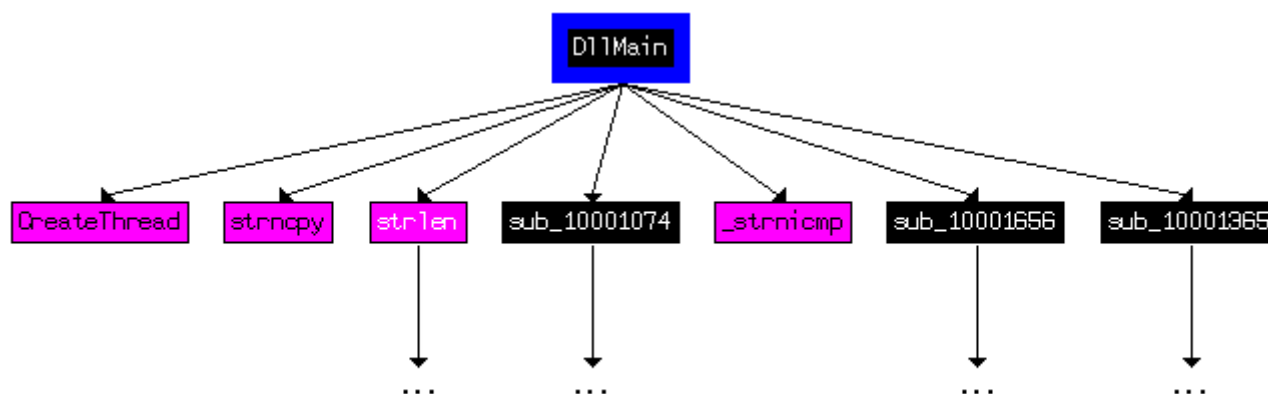 DllMain
CreateThread strncpy strlen sub_10001074 _strnicmp sub_10001656 sub_10001365
... ... ... ...